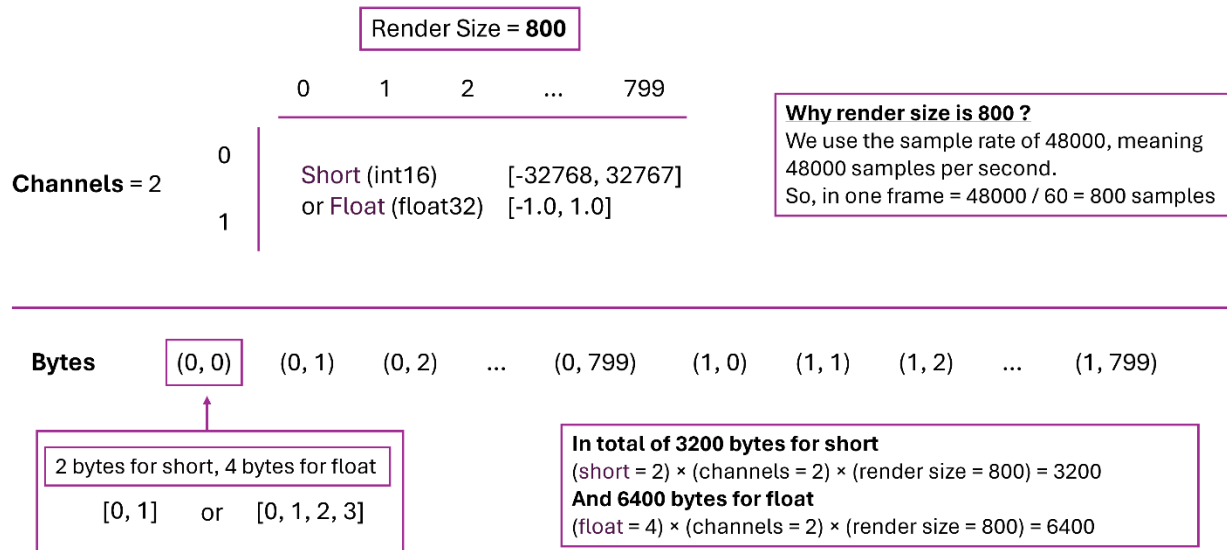 Render Size = 800
0 1 2 ... 799
Channels = 2
0
1
Short (int16) [-32768, 32767]
or Float (float32) [-1.0, 1.0]
Why render size is 800 ?
We use the sample rate of 48000, meaning
48000 samples per second.
So, in one frame = 48000 / 60 = 800 samples
Bytes (0, 0) (0, 1) (0, 2) ... (0, 799) (1, 0) (1, 1) (1, 2) ... (1, 799)
2 bytes for short, 4 bytes for float
[0, 1] or [0, 1, 2, 3]
In total of 3200 bytes for short
(short = 2) × (channels = 2) × (render size = 800) = 3200
And 6400 bytes for float
(float = 4) × (channels = 2) × (render size = 800) = 6400